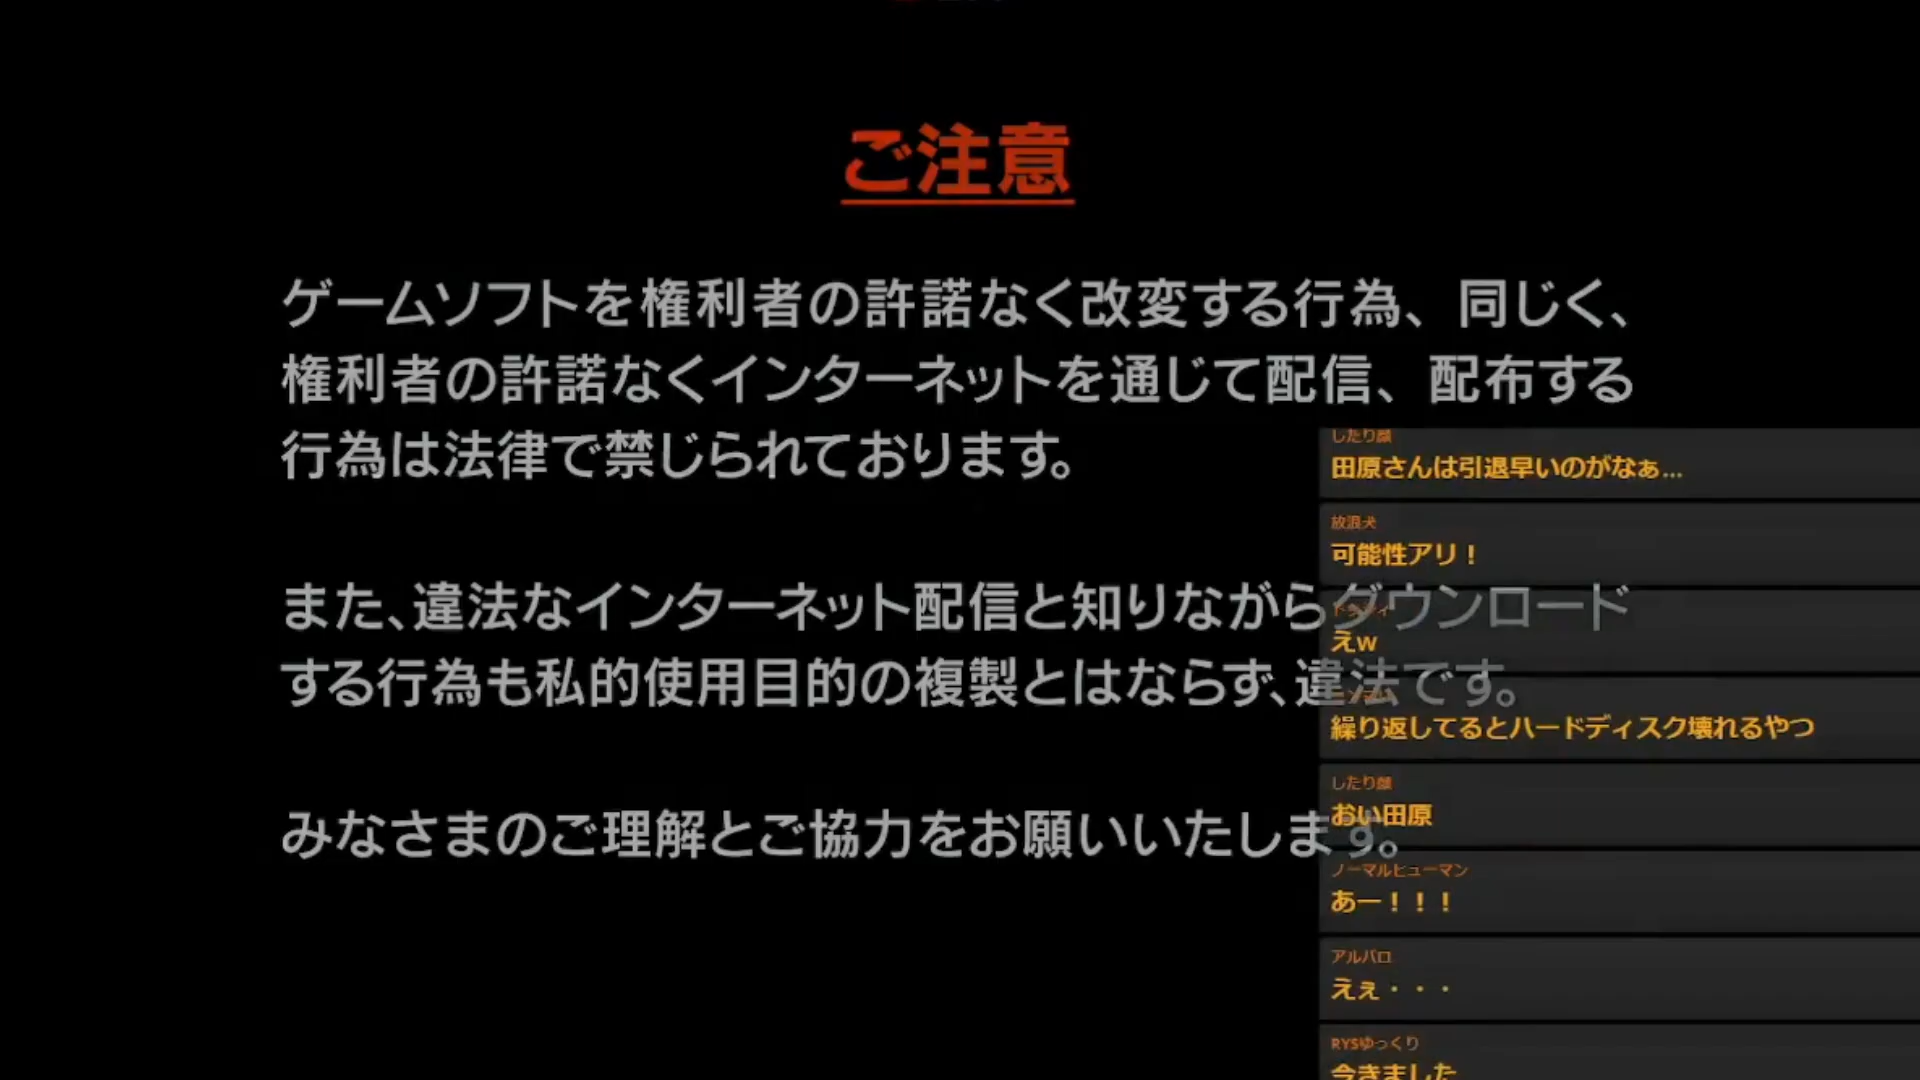 ご注意
ゲームソフトを権利者の許諾なく改変する行為、同じく、
権利者の許諾なくインターネットを通じて配信、配布する
行為は法律で禁じられております。
また、違法なインターネット配信と知りながらダウンロード
する行為も私的使用目的の複製とはならず、違法です。
みなさまのご理解とご協力をお願いいたします。
したり顔
田原さんは引退早いのがなぁ...
放浪犬
可能性アリ！
えw
繰り返してるとハードディスク壊れるやつ
したり顔
おい田原
ノーマルヒューマン
あー！！！
アルバロ
えぇ・・・
RYSゆっくり
今きました